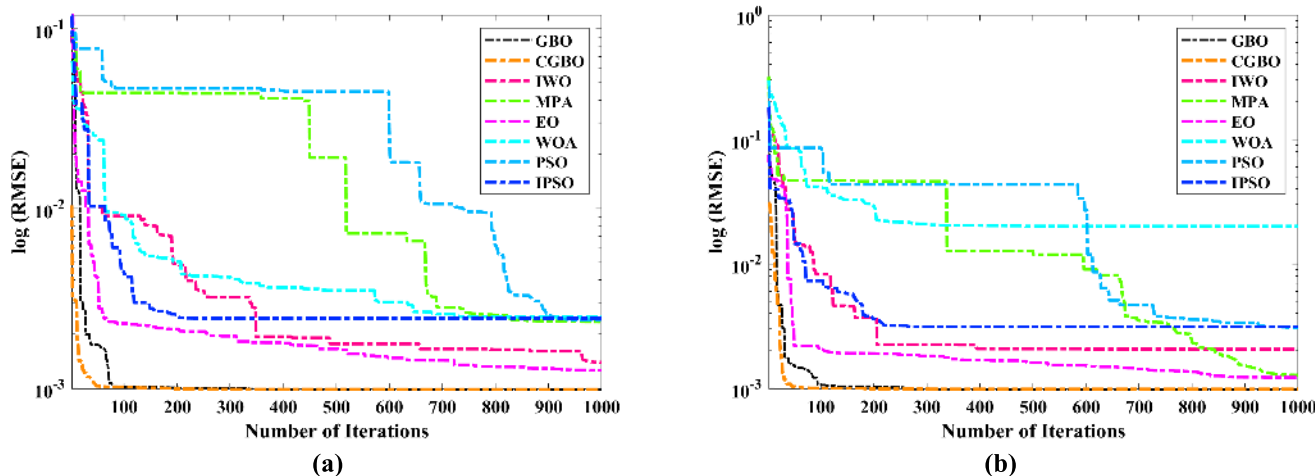 10⁻¹
10⁻²
10⁻³
log (RMSE)
GBO
CGBO
IWO
MPA
EO
WOA
PSO
IPSO
100 200 300 400 500 600 700 800 900 1000
Number of Iterations
(a)
10⁰
10⁻¹
10⁻²
10⁻³
log (RMSE)
GBO
CGBO
IWO
MPA
EO
WOA
PSO
IPSO
100 200 300 400 500 600 700 800 900 1000
Number of Iterations
(b)